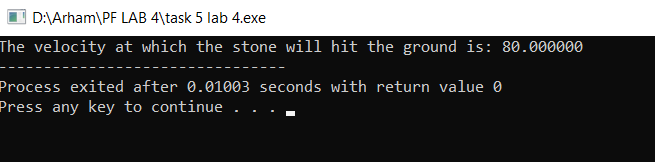 D:\Arham\PF LAB 4\task 5 lab 4.exe
The velocity at which the stone will hit the ground is: 80.000000
--------------------------------
Process exited after 0.01003 seconds with return value 0
Press any key to continue . . .